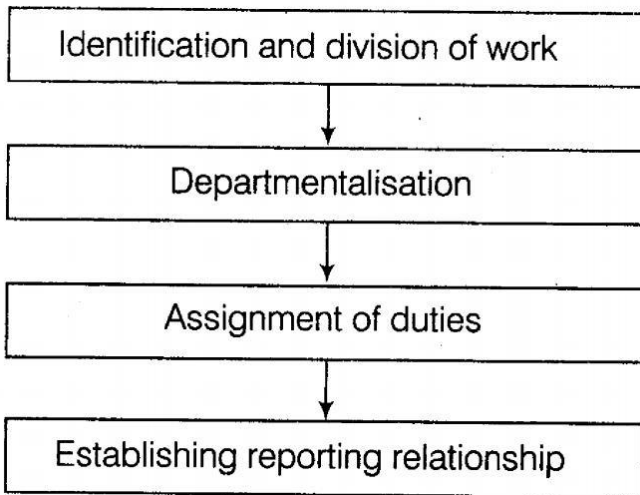 Identification and division of work
Departmentalisation
Assignment of duties
Establishing reporting relationship